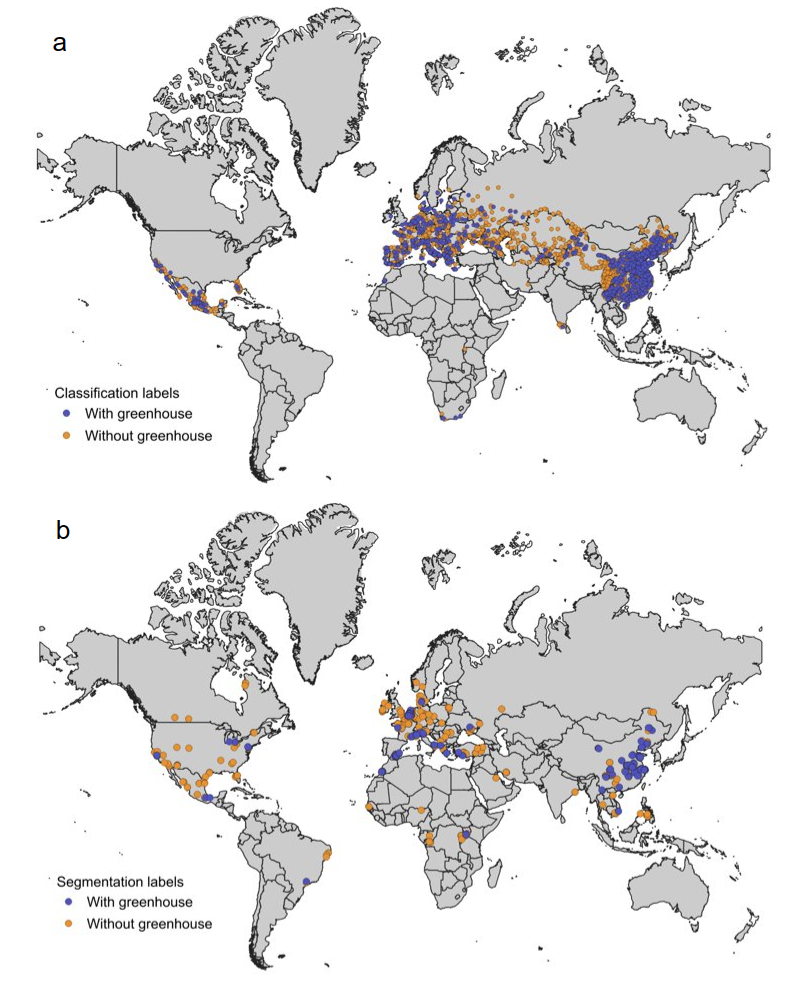 a
Classification labels
With greenhouse
Without greenhouse
b
Segmentation labels
With greenhouse
Without greenhouse